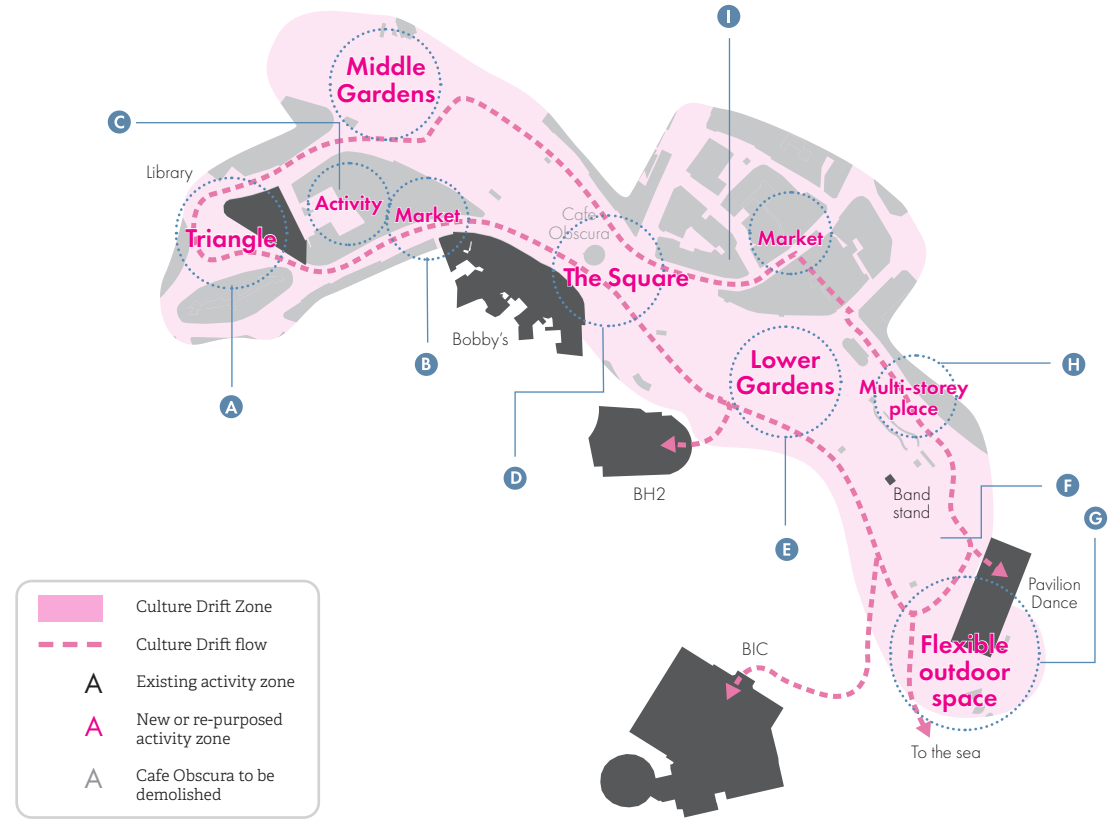 I
Middle
Gardens
C
Library
Activity
Market
Triangle
Cafe
Obscura
The Square
Market
Bobby's
B
A
Lower
Gardens
H
Multi-storey
place
D
BH2
Band
stand
F
G
E
Pavilion
Dance
Flexible
outdoor
space
BIC
To the sea
Culture Drift Zone
Culture Drift flow
A
Existing activity zone
A
New or re-purposed
activity zone
A
Cafe Obscura to be
demolished